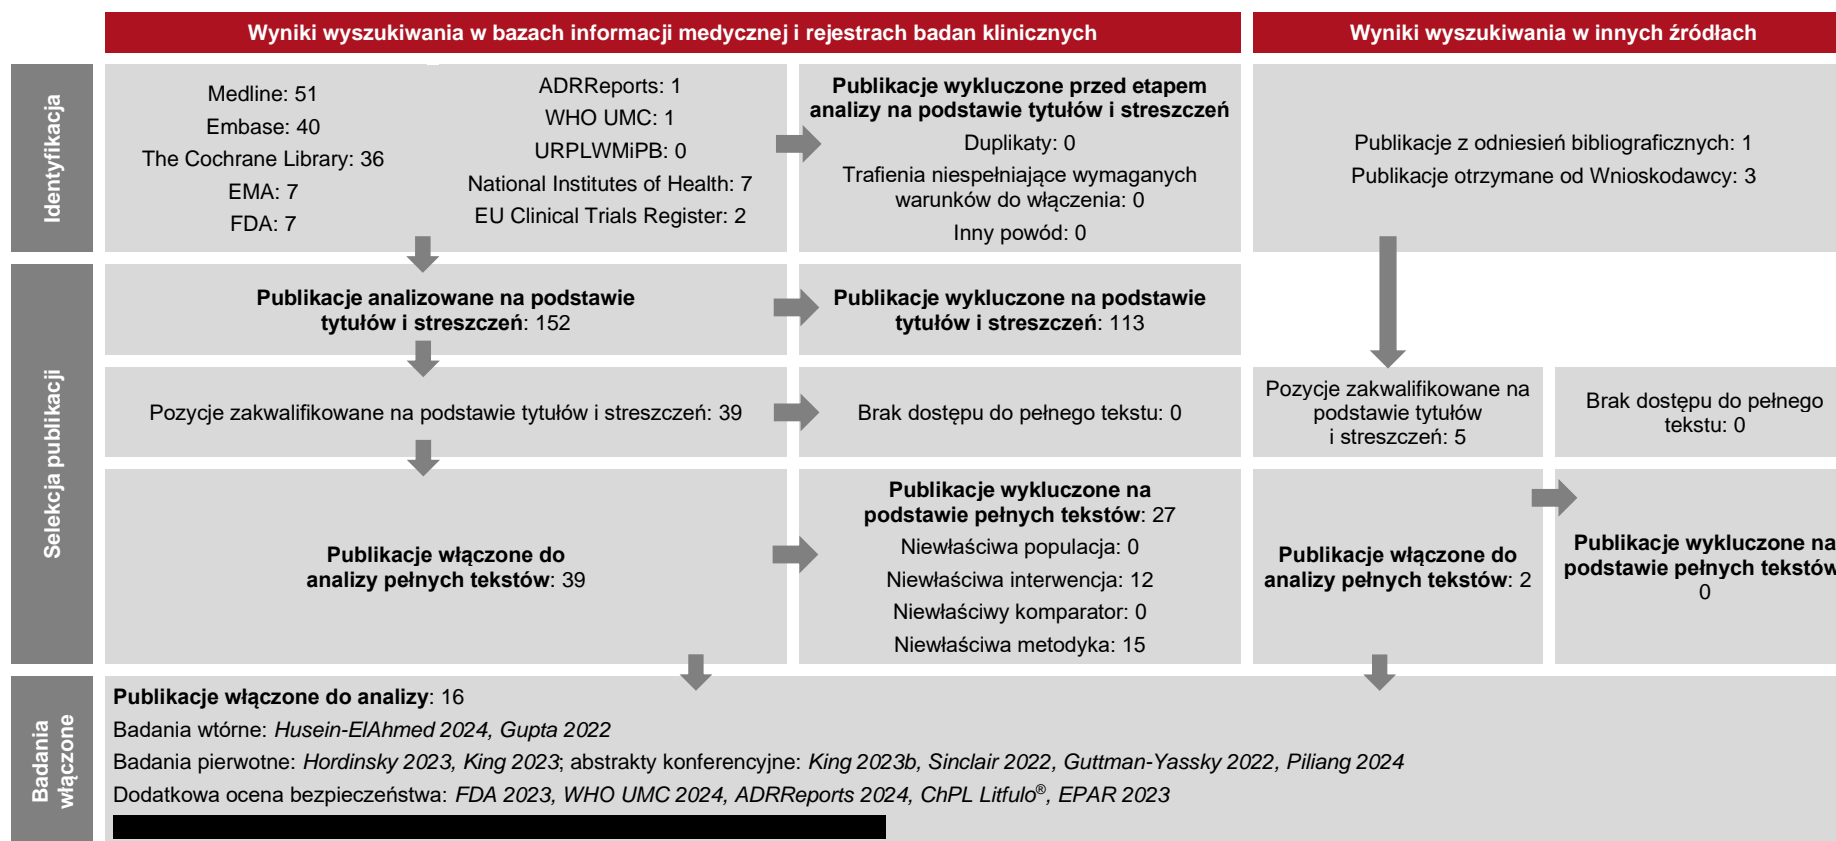 Wyniki wyszukiwania w bazach informacji medycznej i rejestrach badan klinicznych
Wyniki wyszukiwania w innych źródłach
Identyfikacja
Medline: 51
Embase: 40
The Cochrane Library: 36
EMA: 7
FDA: 7
ADRReports: 1
WHO UMC: 1
URPLWMiPB: 0
National Institutes of Health: 7
EU Clinical Trials Register: 2
Publikacje wykluczone przed etapem
analizy na podstawie tytułów i streszczeń
Duplikaty: 0
Trafienia niespełniające wymaganych
warunków do włączenia: 0
Inny powód: 0
Publikacje z odniesień bibliograficznych: 1
Publikacje otrzymane od Wnioskodawcy: 3
Selekcja publikacji
Publikacje analizowane na podstawie
tytułów i streszczeń: 152
Publikacje wykluczone na podstawie
tytułów i streszczeń: 113
Pozycje zakwalifikowane na podstawie tytułów i streszczeń: 39
Brak dostępu do pełnego tekstu: 0
Pozycje zakwalifikowane na
podstawie tytułów
i streszczeń: 5
Brak dostępu do pełnego
tekstu: 0
Publikacje włączone do
analizy pełnych tekstów: 39
Publikacje wykluczone na
podstawie pełnych tekstów: 27
Niewłaściwa populacja: 0
Niewłaściwa interwencja: 12
Niewłaściwy komparator: 0
Niewłaściwa metodyka: 15
Publikacje włączone do
analizy pełnych tekstów: 2
Publikacje wykluczone na
podstawie pełnych tekstów
0
Badania
włączone
Publikacje włączone do analizy: 16
Badania wtórne: Husein-ElAhmed 2024, Gupta 2022
Badania pierwotne: Hordinsky 2023, King 2023; abstrakty konferencyjne: King 2023b, Sinclair 2022, Guttman-Yassky 2022, Piliang 2024
Dodatkowa ocena bezpieczeństwa: FDA 2023, WHO UMC 2024, ADRReports 2024, ChPL Litfulo®, EPAR 2023